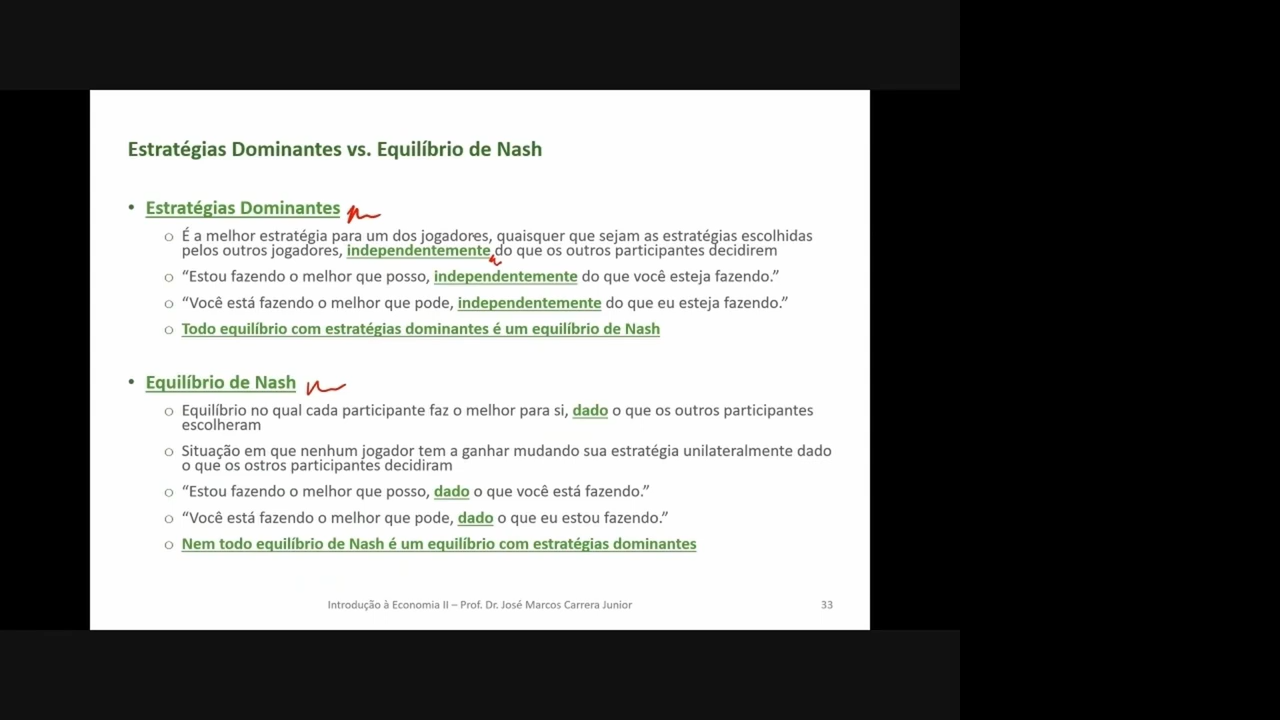 Estratégias Dominantes vs. Equilíbrio de Nash
• Estratégias Dominantes
o É a melhor estratégia para um dos jogadores, quaisquer que sejam as estratégias escolhidas
pelos outros jogadores, independentemente do que os outros participantes decidirem
o “Estou fazendo o melhor que posso, independentemente do que você esteja fazendo.”
o “Você está fazendo o melhor que pode, independentemente do que eu esteja fazendo.”
o Todo equilíbrio com estratégias dominantes é um equilíbrio de Nash
• Equilíbrio de Nash
o Equilíbrio no qual cada participante faz o melhor para si, dado o que os outros participantes
escolheram
o Situação em que nenhum jogador tem a ganhar mudando sua estratégia unilateralmente dado
o que os ostros participantes decidiram
o “Estou fazendo o melhor que posso, dado o que você está fazendo.”
o “Você está fazendo o melhor que pode, dado o que eu estou fazendo.”
o Nem todo equilíbrio de Nash é um equilíbrio com estratégias dominantes
Introdução à Economia II – Prof. Dr. José Marcos Carrera Junior 33